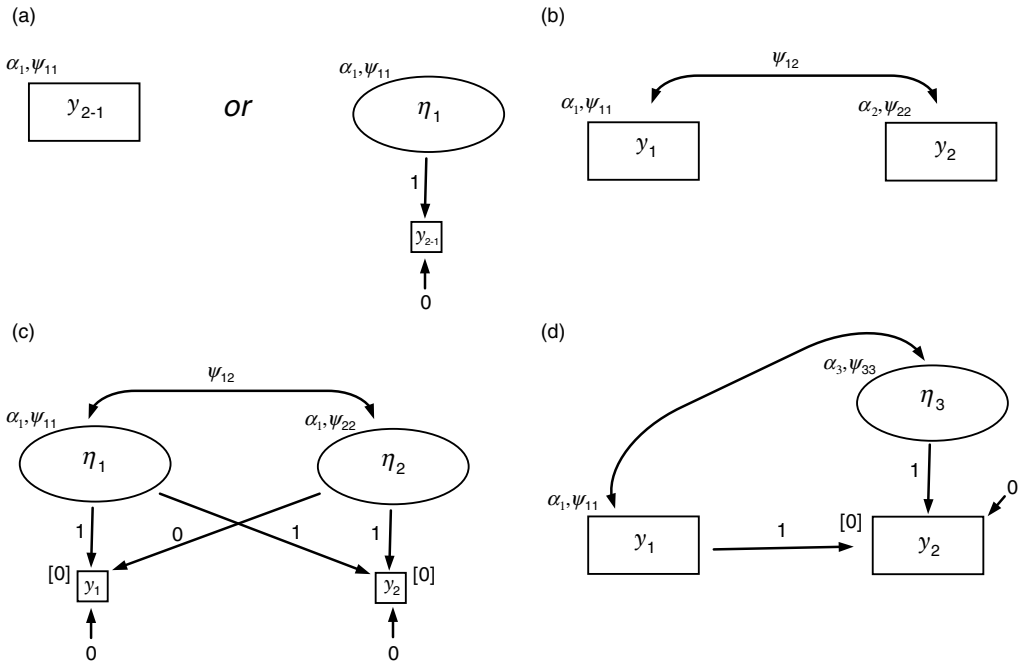 (a)
α₁,ψ₁₁
y₂₋₁
or
α₁,ψ₁₁
η₁
1
y₂₋₁
0
(b)
ψ₁₂
α₁,ψ₁₁
y₁
α₂,ψ₂₂
y₂
(c)
ψ₁₂
α₁,ψ₁₁
η₁
α₁,ψ₂₂
η₂
1
0
1
1
[0]
y₁
y₂
[0]
0
0
(d)
α₃,ψ₃₃
η₃
1
0
α₁,ψ₁₁
y₁
1
[0]
y₂